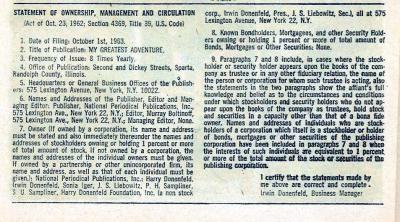 STATEMENT OF OWNERSHIP, MANAGEMENT AND CIRCULATION
(Act of Oct. 23, 1962; Section 4369, Title 39, U.S. Code)
1. Date of Filing: October 1st, 1963.
2. Title of Publication: MY GREATEST ADVENTURE.
3. Frequency of Issue: 8 Times Yearly.
4. Office of Publication: Second and Dickey Streets, Sparta,
Randolph County, Illinois.
5. Headquarters or General Business Offices of the Publish-
ers: 575 Lexington Avenue, New York, N.Y. 10022.
6. Names and Addresses of the Publisher, Editor and Man-
aging Editor. Publisher, National Periodical Publications, Inc.,
575 Lexington Ave., New York 22, N.Y.; Editor, Murray Boltinoff,
575 Lexington Ave., New York 22, N.Y.; Managing Editor, None.
7. Owner (if owned by a corporation, its name and address
must be stated and also immediately thereunder the names and
addresses of stockholders owning or holding 1 percent or more
of total amount of stock. If not owned by a corporation, the
names and addresses of the individual owners must be given.
If owned by a partnership or other unincorporated firm, its
name and address, as well as that of each individual must be
given.) National Periodical Publications, Inc.; Harry Donenfeld,
Irwin Donenfeld, Sonia Iger, J. S. Liebowitz, P. H. Sampliner,
S. U. Sampliner, Harry Donenfeld Foundation, Inc. (a non stock
corp., Irwin Donenfeld, Pres., J. S. Liebowitz, Sec.), all at 575
Lexington Avenue, New York 22, N.Y.
8. Known Bondholders, Mortgagees, and other Security Hold-
ers owning or holding 1 percent or more of total amount of
Bonds, Mortgages or Other Securities: None.
9. Paragraphs 7 and 8 include, in cases where the stock-
holder or security holder appears upon the books of the com-
pany as trustee or in any other fiduciary relation, the name of
the person or corporation for whom such trustee is acting, also
the statements in the two paragraphs show the affiant's full
knowledge and belief as to the circumstances and conditions
under which stockholders and security holders who do not ap-
pear upon the books of the company as trustees, hold stock
and securities in a capacity other than that of a bona fide
owner. Names and addresses of individuals who are stock-
holders of a corporation which itself is a stockholder or holder
of bonds, mortgages or other securities of the publishing
corporation have been included in paragraphs 7 and 8 when
the interests of such individuals are equivalent to 1 percent
or more of the total amount of the stock or securities of the
publishing corporation.
I certify that the statements made by
me above are correct and complete.
Irwin Donenfeld, Business Manager